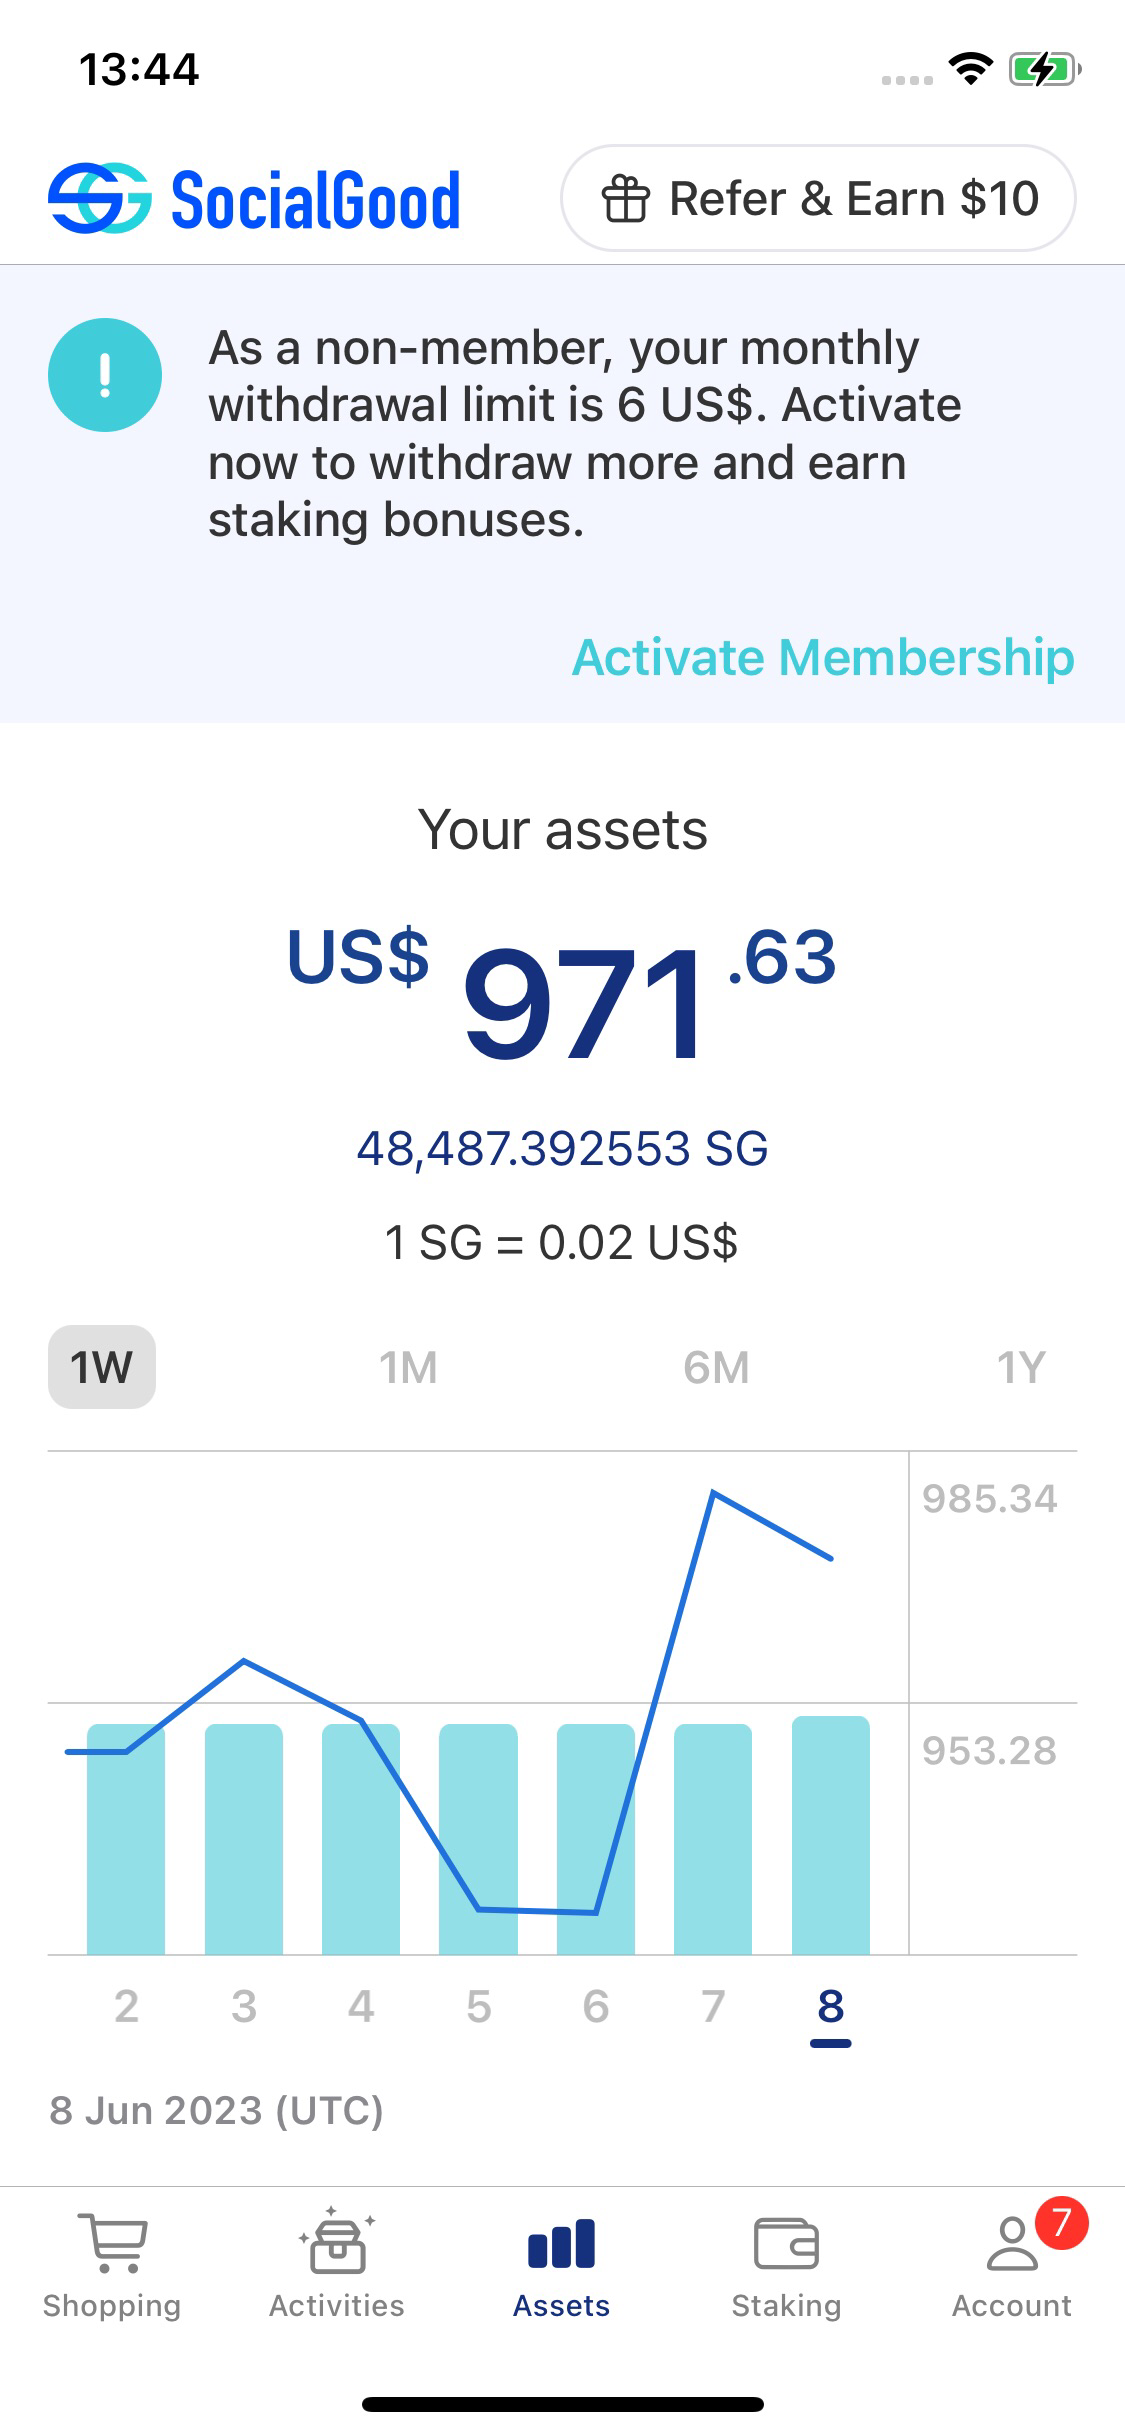 13:44
SocialGood
Refer & Earn $10
As a non-member, your monthly
withdrawal limit is 6 US$. Activate
now to withdraw more and earn
staking bonuses.
Activate Membership
Your assets
US$ 971.63
48,487.392553 SG
1 SG = 0.02 US$
1W 1M 6M 1Y
985.34
953.28
2 3 4 5 6 7 8
8 Jun 2023 (UTC)
7
Shopping Activities Assets Staking Account